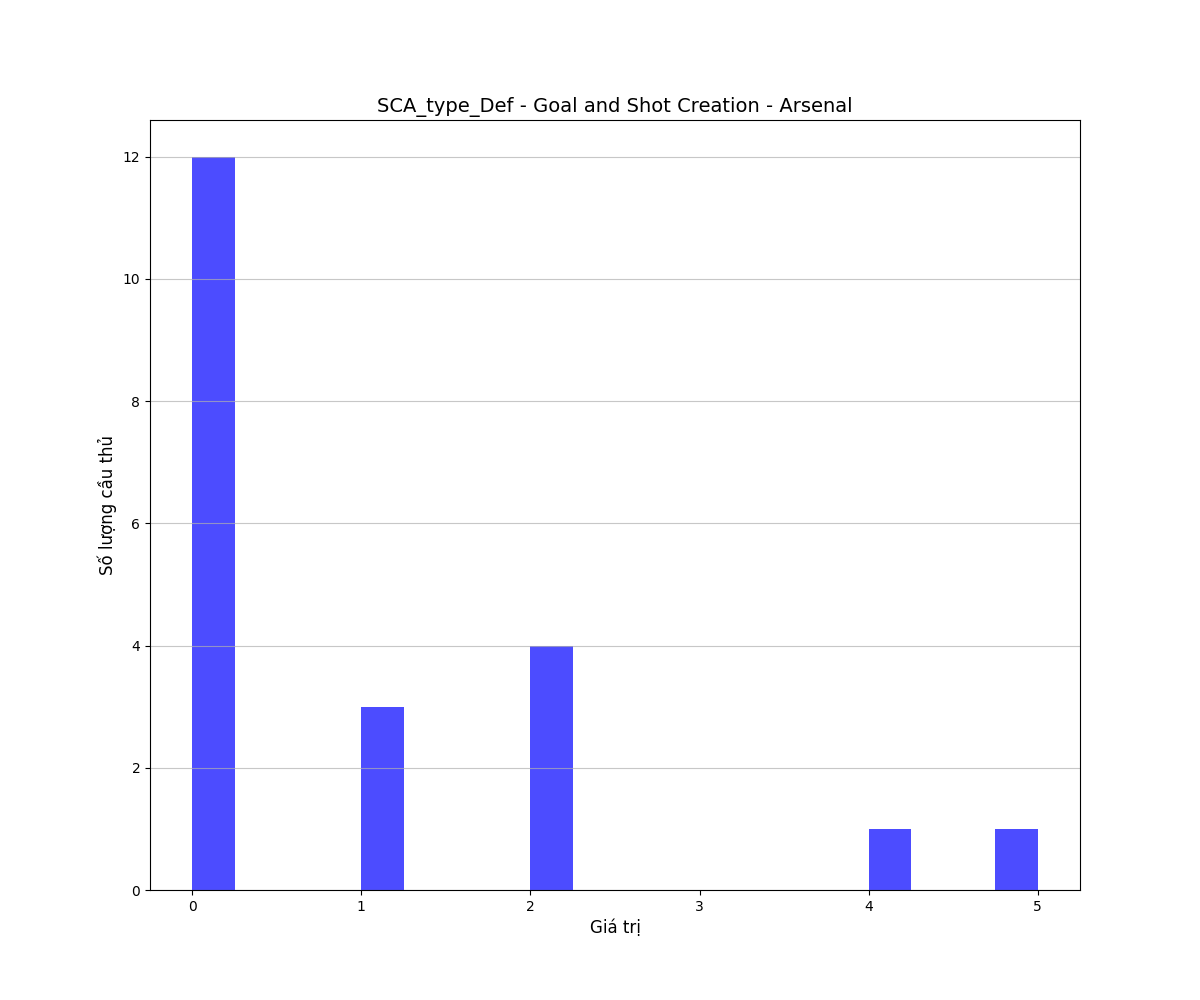 SCA_type_Def - Goal and Shot Creation - Arsenal
12
10
8
6
4
2
0
Số lượng cầu thủ
0 1 2 3 4 5
Giá trị